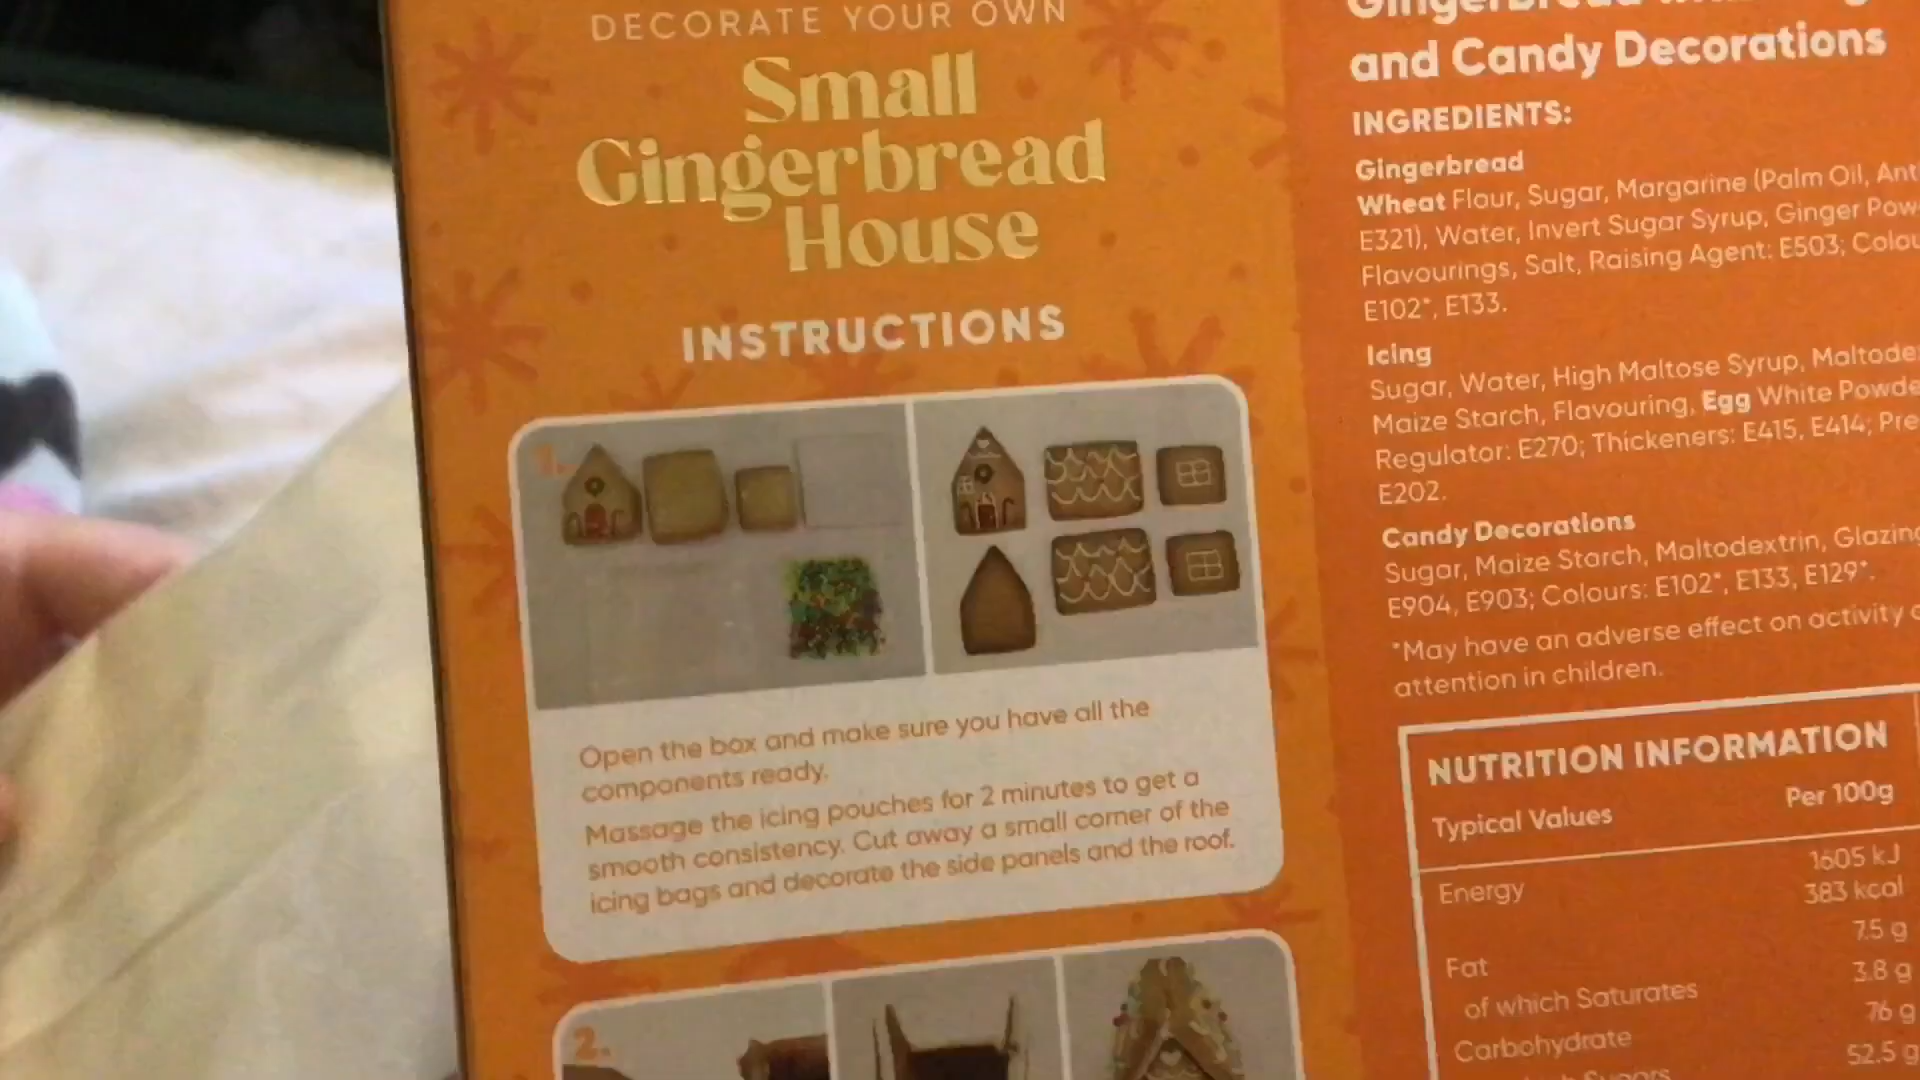 DECORATE YOUR OWN
Small
Gingerbread
House
INSTRUCTIONS
1.
Open the box and make sure you have all the
components ready.
Massage the icing pouches for 2 minutes to get a
smooth consistency. Cut away a small corner of the
icing bags and decorate the side panels and the roof.
2.
Gingerbread
and Candy Decorations
INGREDIENTS:
Gingerbread
Wheat Flour, Sugar, Margarine (Palm Oil,
E321), Water, Invert Sugar Syrup, Ginger
Flavourings, Salt, Raising Agent: E503;
E102*, E133.
Icing
Sugar, Water, High Maltose Syrup,
Maize Starch, Flavouring, Egg White
Regulator: E270; Thickeners: E415, E414;
E202.
Candy Decorations
Sugar, Maize Starch, Maltodextrin,
E904, E903; Colours: E102*, E133, E129*.
*May have an adverse effect on activity
attention in children.
NUTRITION INFORMATION
Typical Values Per 100g
Energy 1605 kJ
383 kcal
Fat 7.5 g
of which Saturates 3.8 g
Carbohydrate 76 g
52.5 g